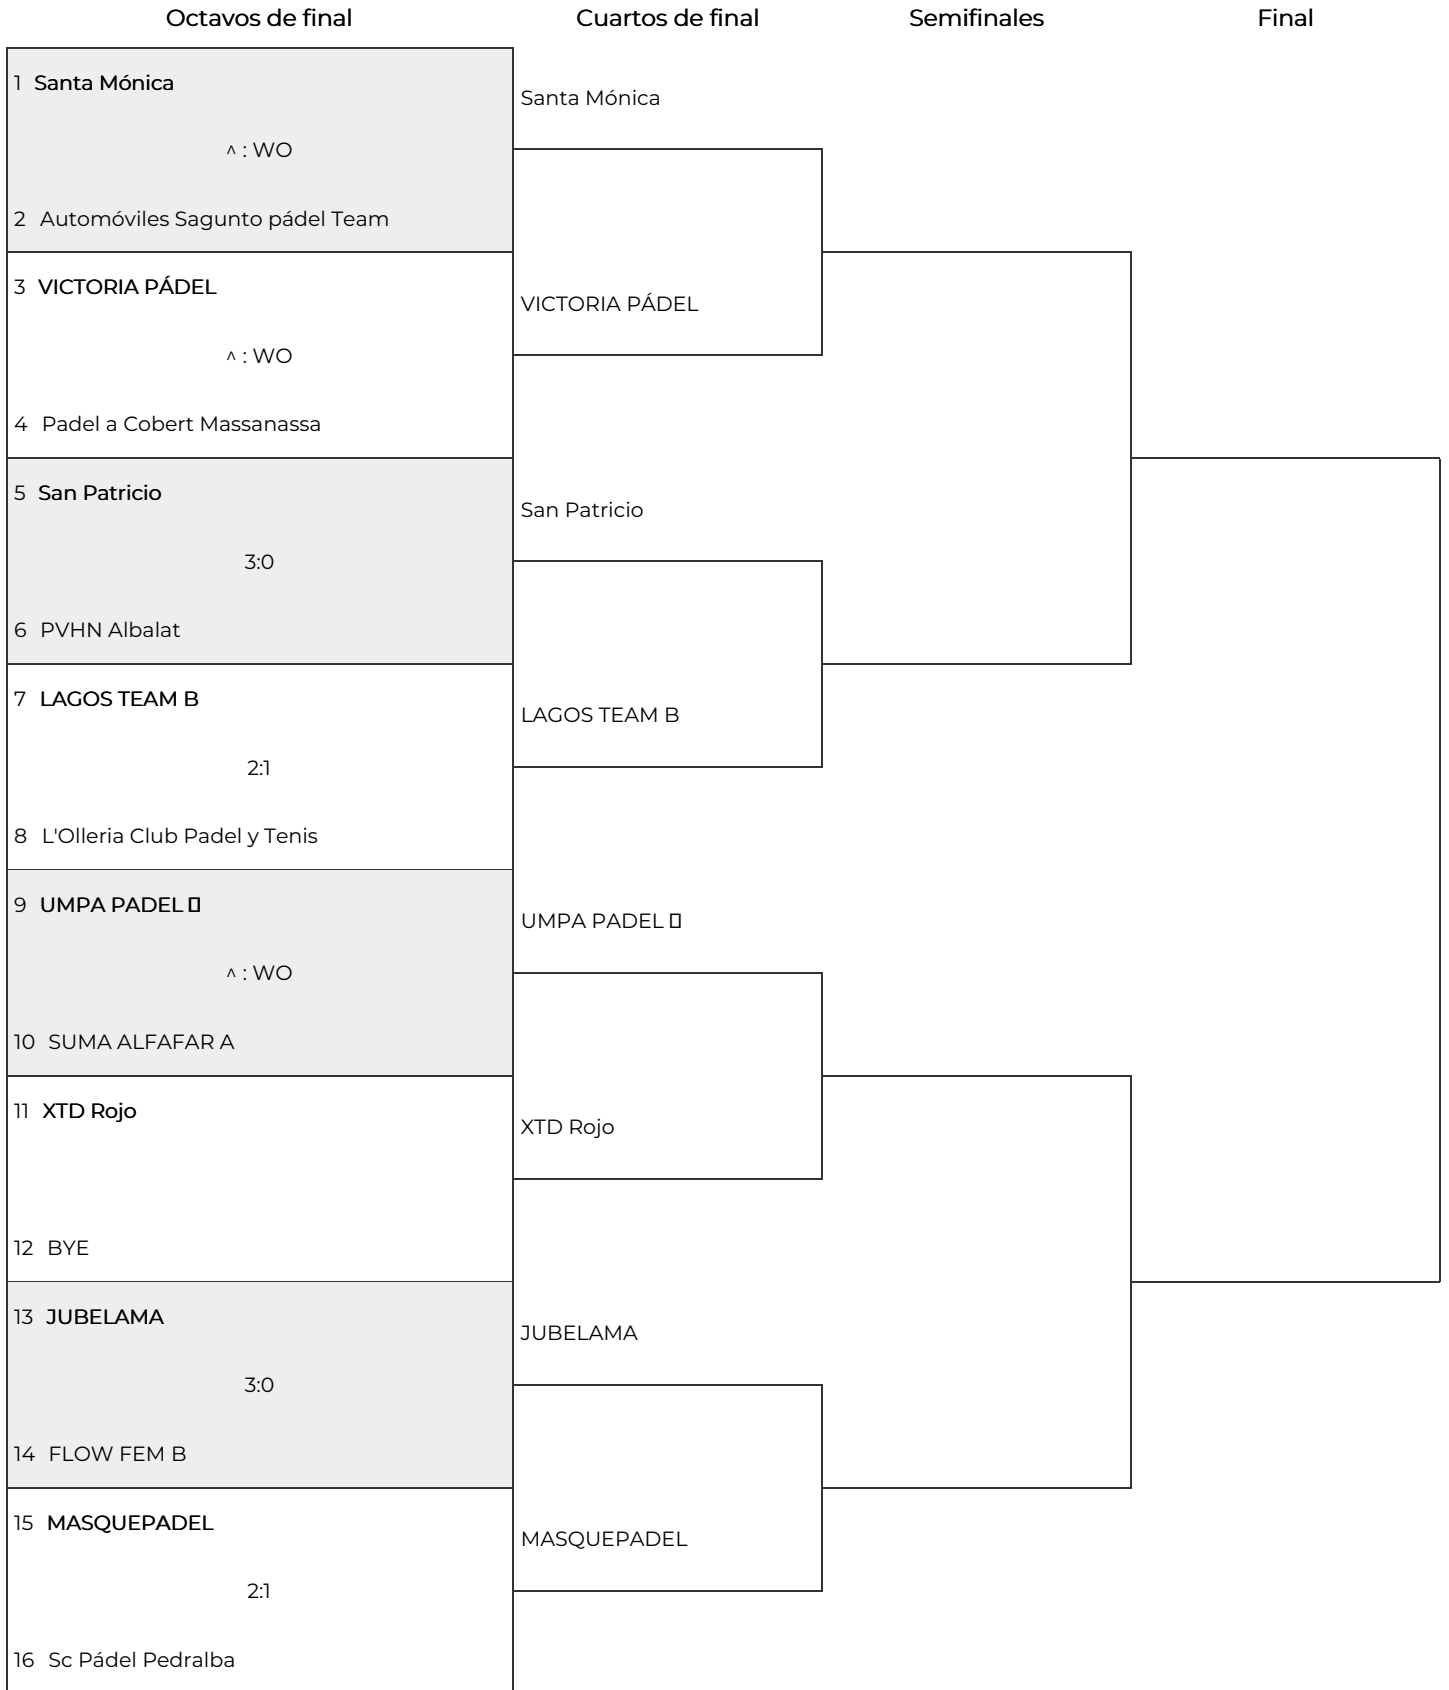 Octavos de final Cuartos de final Semifinales Final
1 Santa Mónica
Santa Mónica
^ : WO
2 Automóviles Sagunto pádel Team
3 VICTORIA PÁDEL
VICTORIA PÁDEL
^ : WO
4 Padel a Cobert Massanassa
5 San Patricio
San Patricio
3:0
6 PVHN Albalat
7 LAGOS TEAM B
LAGOS TEAM B
2:1
8 L'Olleria Club Padel y Tenis
9 UMPA PADEL ▯
UMPA PADEL ▯
^ : WO
10 SUMA ALFAFAR A
11 XTD Rojo
XTD Rojo
12 BYE
13 JUBELAMA
JUBELAMA
3:0
14 FLOW FEM B
15 MASQUEPADEL
MASQUEPADEL
2:1
16 Sc Pádel Pedralba